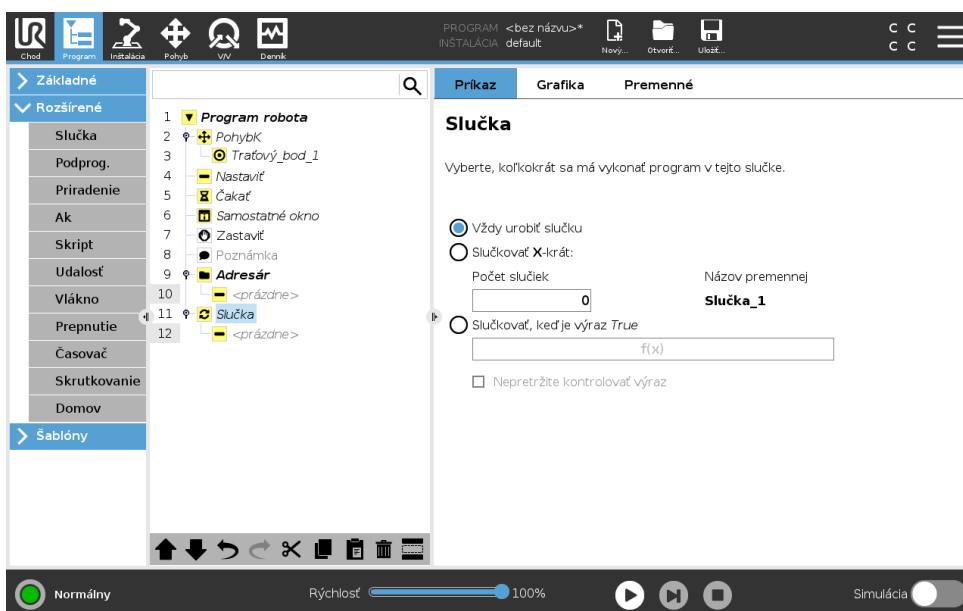 UR
PROGRAM <bez názvu>*
INŠTALÁCIA default
C C
C C
Chod Program Inštalácia Pohyb V/V Denník Nový... Otvoriť... Uložiť...
Základné
Rozšírené
Slučka
Podprog.
Priradenie
Ak
Skript
Udalosť
Vlákno
Prepnutie
Časovač
Skrutkovanie
Domov
Šablóny
1 Program robota
2 PohybK
3 Traťový_bod_1
4 Nastaviť
5 Čakať
6 Samostatné okno
7 Zastaviť
8 Poznámka
9 Adresár
10 <prázdne>
11 Slučka
12 <prázdne>
Príkaz Grafika Premenné
Slučka
Vyberte, koľkokrát sa má vykonať program v tejto slučke.
Vždy urobiť slučku
Slučkovať X-krát:
Počet slučiek Názov premennej
0 Slučka_1
Slučkovať, keď je výraz True
f(x)
Nepretržite kontrolovať výraz
Normálny Rýchlosť 100% Simulácia